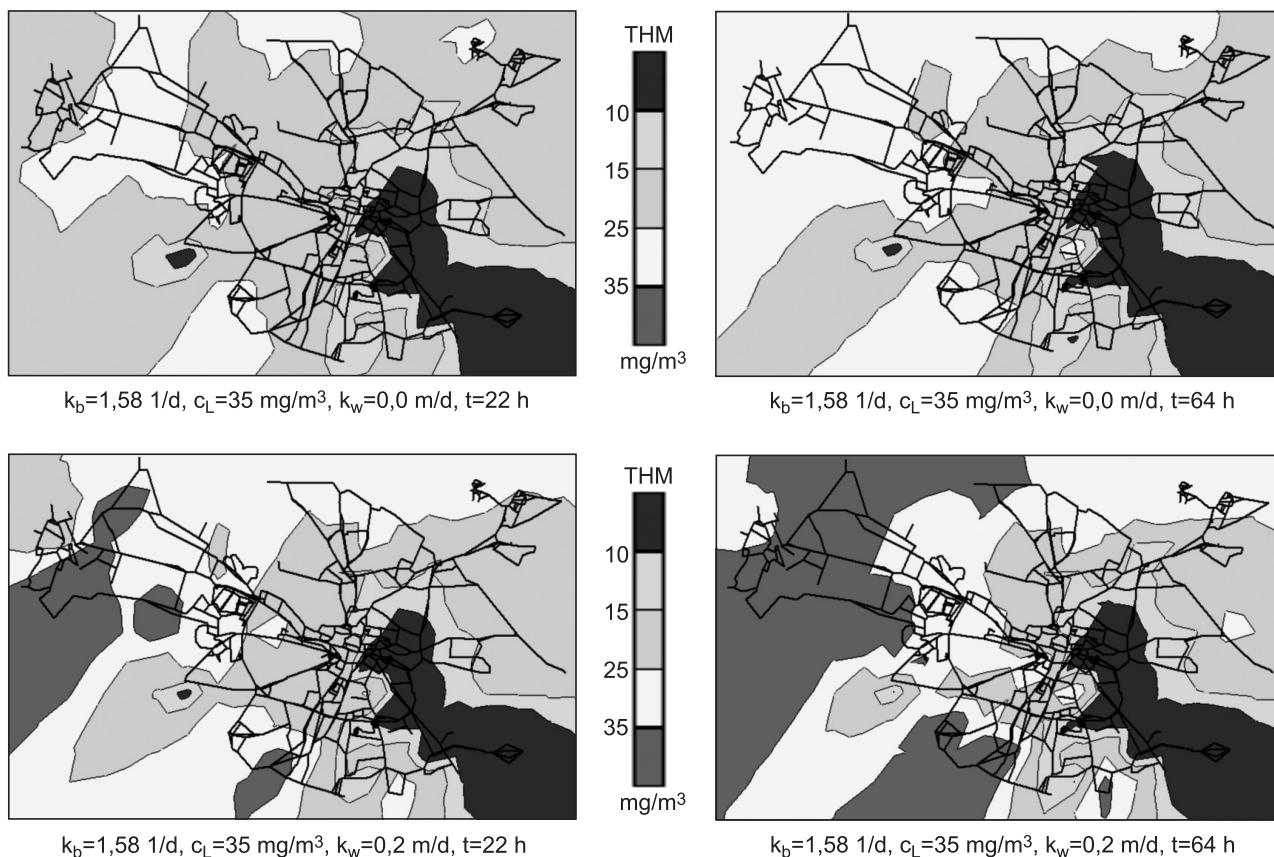 THM
10
15
25
35
mg/m³
k_b=1,58 1/d, c_L=35 mg/m³, k_w=0,0 m/d, t=22 h
k_b=1,58 1/d, c_L=35 mg/m³, k_w=0,0 m/d, t=64 h
THM
10
15
25
35
mg/m³
k_b=1,58 1/d, c_L=35 mg/m³, k_w=0,2 m/d, t=22 h
k_b=1,58 1/d, c_L=35 mg/m³, k_w=0,2 m/d, t=64 h